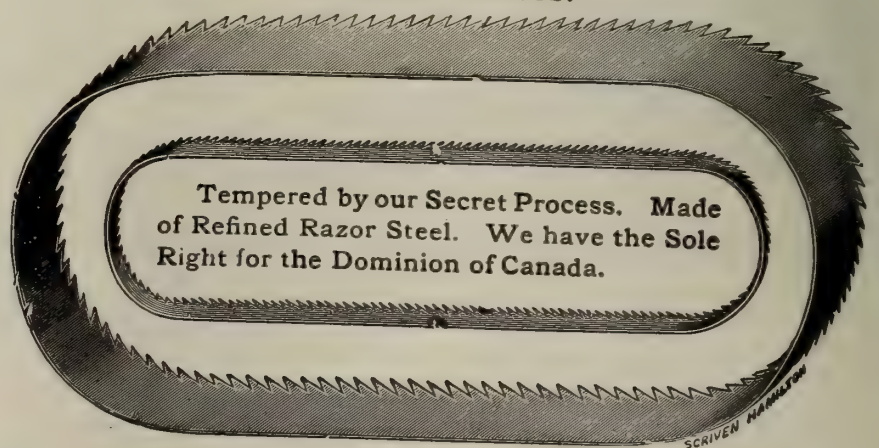 Tempered by our Secret Process. Made
of Refined Razor Steel. We have the Sole
Right for the Dominion of Canada.
SCRIVEN HAMILTON